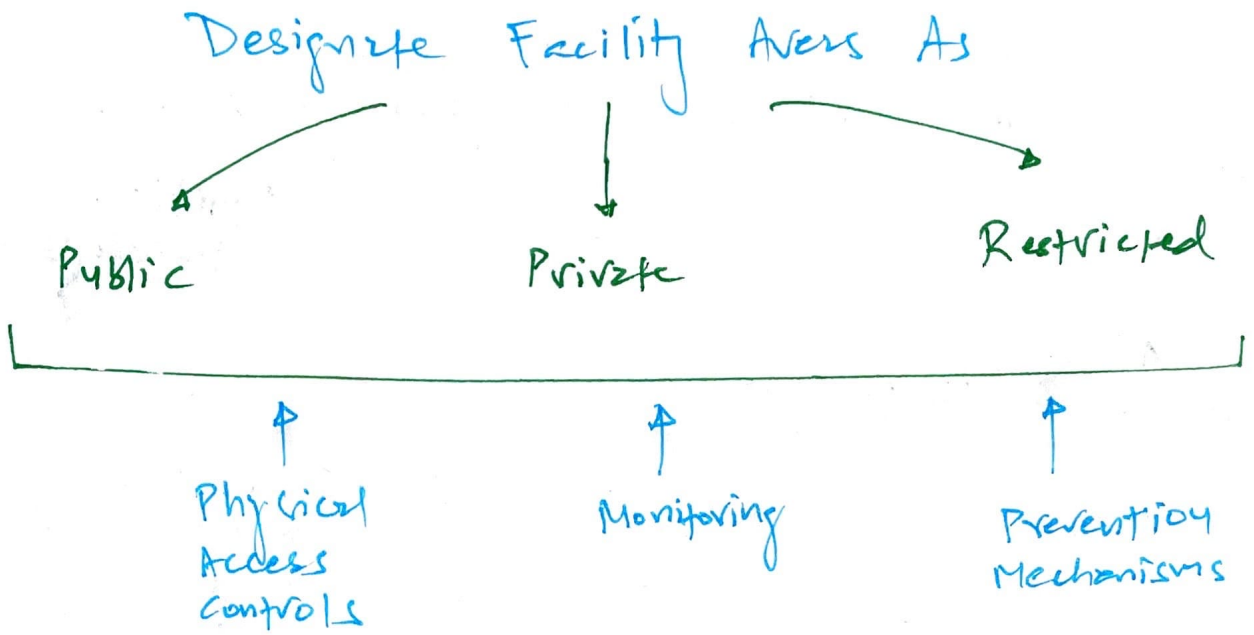 Designate Facility Areas As
Public
Private
Restricted
Physical
Access
Controls
Monitoring
Prevention
Mechanisms